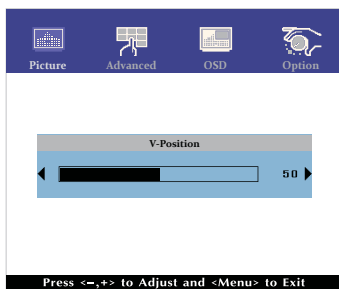 Picture Advanced OSD Option
V-Position
50
Press <–,+> to Adjust and <Menu> to Exit